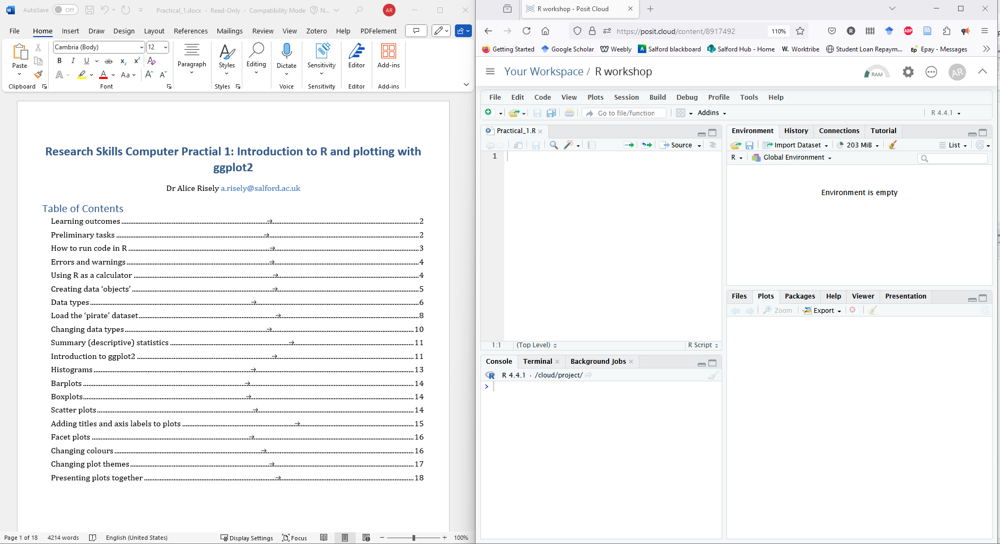 AutoSave Off Practical_1.docx - Read-Only - Compatibility Mode N... AR
File Home Insert Draw Design Layout References Mailings Review View Zotero Help PDFelement
Cambria (Body) 12
Paste
B I U ab x₂ x²
A A Aa A A
Paragraph Styles Editing Dictate Sensitivity Editor Add-ins
Clipboard Font Styles Voice Sensitivity Editor Add-ins
Research Skills Computer Practial 1: Introduction to R and plotting with
ggplot2
Dr Alice Risely a.risely@salford.ac.uk
Table of Contents
Learning outcomes 2
Preliminary tasks 2
How to run code in R 3
Errors and warnings 4
Using R as a calculator 4
Creating data ‘objects’ 5
Data types 6
Load the ‘pirate’ dataset 8
Changing data types 10
Summary (descriptive) statistics 11
Introduction to ggplot2 11
Histograms 13
Barplots 14
Boxplots 14
Scatter plots 14
Adding titles and axis labels to plots 15
Facet plots 16
Changing colours 16
Changing plot themes 17
Presenting plots together 18
Page 1 of 18 4214 words English (United States) Display Settings Focus 100%
R workshop - Posit Cloud
https://posit.cloud/content/8917492 110% R ABP
Getting Started Google Scholar Weebly Salford blackboard Salford Hub - Home W. Worktribe Student Loan Repaym... Ep Epay - Messages
Your Workspace / R workshop RAM AR
File Edit Code View Plots Session Build Debug Profile Tools Help
Go to file/function Addins R 4.4.1
Practical_1.R
Source
1
1:1 (Top Level) R Script
Console Terminal Background Jobs
R 4.4.1 · /cloud/project/
>
Environment History Connections Tutorial
Import Dataset 203 MiB List
R Global Environment
Environment is empty
Files Plots Packages Help Viewer Presentation
Zoom Export